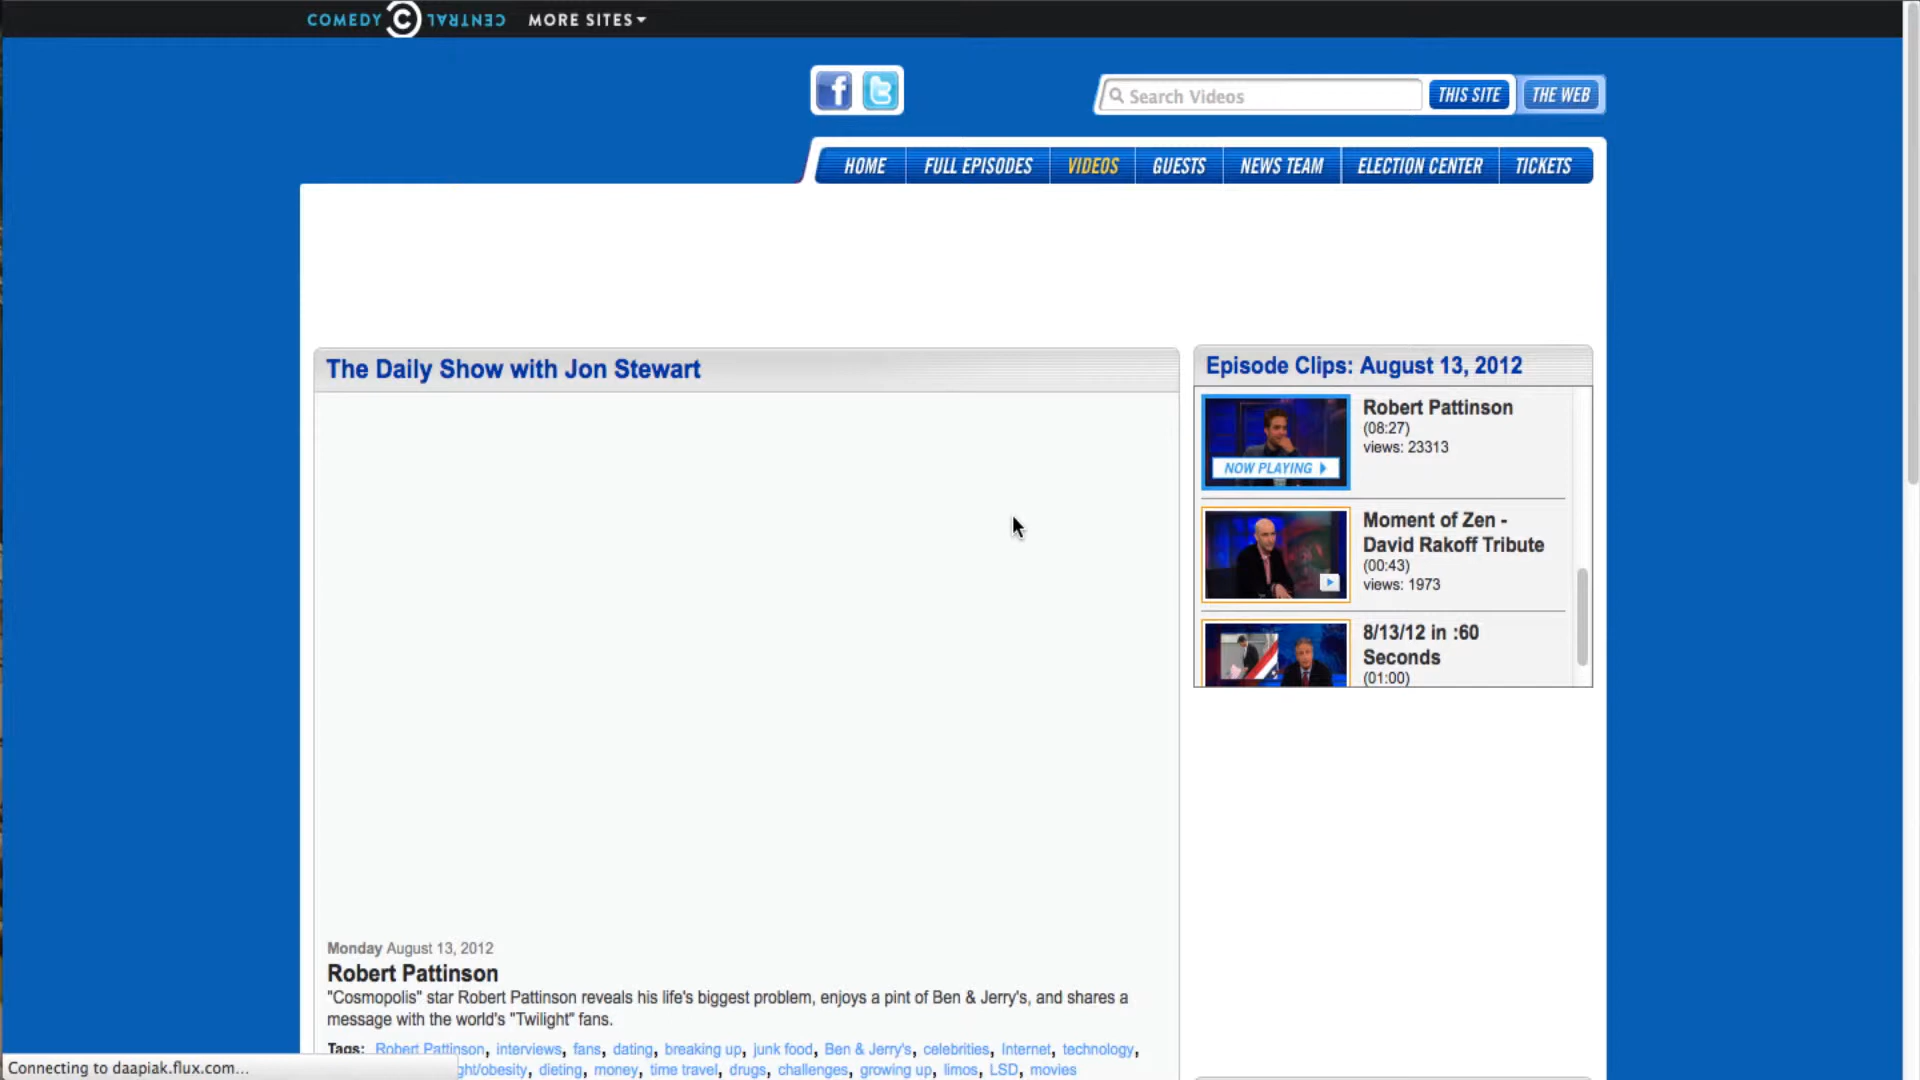 COMEDY CENTRAL MORE SITES
Search Videos THIS SITE THE WEB
HOME FULL EPISODES VIDEOS GUESTS NEWS TEAM ELECTION CENTER TICKETS
The Daily Show with Jon Stewart
Monday August 13, 2012
Robert Pattinson
"Cosmopolis" star Robert Pattinson reveals his life's biggest problem, enjoys a pint of Ben & Jerry's, and shares a
message with the world's "Twilight" fans.
Tags: Robert Pattinson, interviews, fans, dating, breaking up, junk food, Ben & Jerry's, celebrities, Internet, technology,
ght/obesity, dieting, money, time travel, drugs, challenges, growing up, limos, LSD, movies
Episode Clips: August 13, 2012
NOW PLAYING
Robert Pattinson
(08:27)
views: 23313
Moment of Zen -
David Rakoff Tribute
(00:43)
views: 1973
8/13/12 in :60
Seconds
(01:00)
Connecting to daapiak.flux.com...